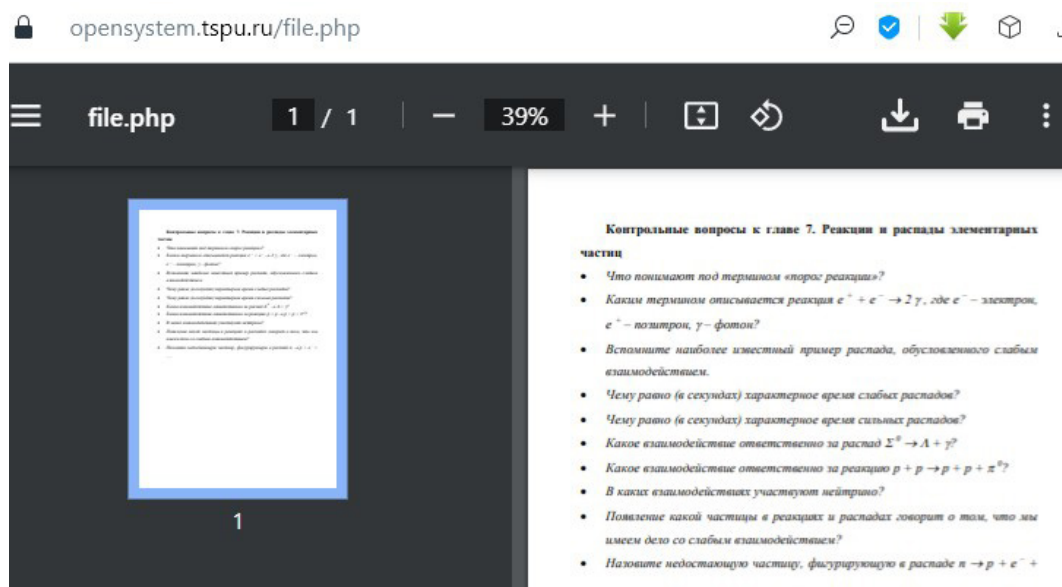 opensystem.tspu.ru/file.php
file.php
1 / 1
39%
1
Контрольные вопросы к главе 7. Реакции и распады элементарных
частиц
• Что понимают под термином «порог реакции»?
• Каким термином описывается реакция e⁺ + e⁻ → 2 γ, где e⁻ – электрон,
e⁺ – позитрон, γ – фотон?
• Вспомните наиболее известный пример распада, обусловленного слабым
взаимодействием.
• Чему равно (в секундах) характерное время слабых распадов?
• Чему равно (в секундах) характерное время сильных распадов?
• Какое взаимодействие ответственно за распад Σ⁰ → Λ + γ?
• Какое взаимодействие ответственно за реакцию p + p → p + p + π⁰?
• В каких взаимодействиях участвуют нейтрино?
• Появление какой частицы в реакциях и распадах говорит о том, что мы
имеем дело со слабым взаимодействием?
• Назовите недостающую частицу, фигурирующую в распаде n → p + e⁻ +